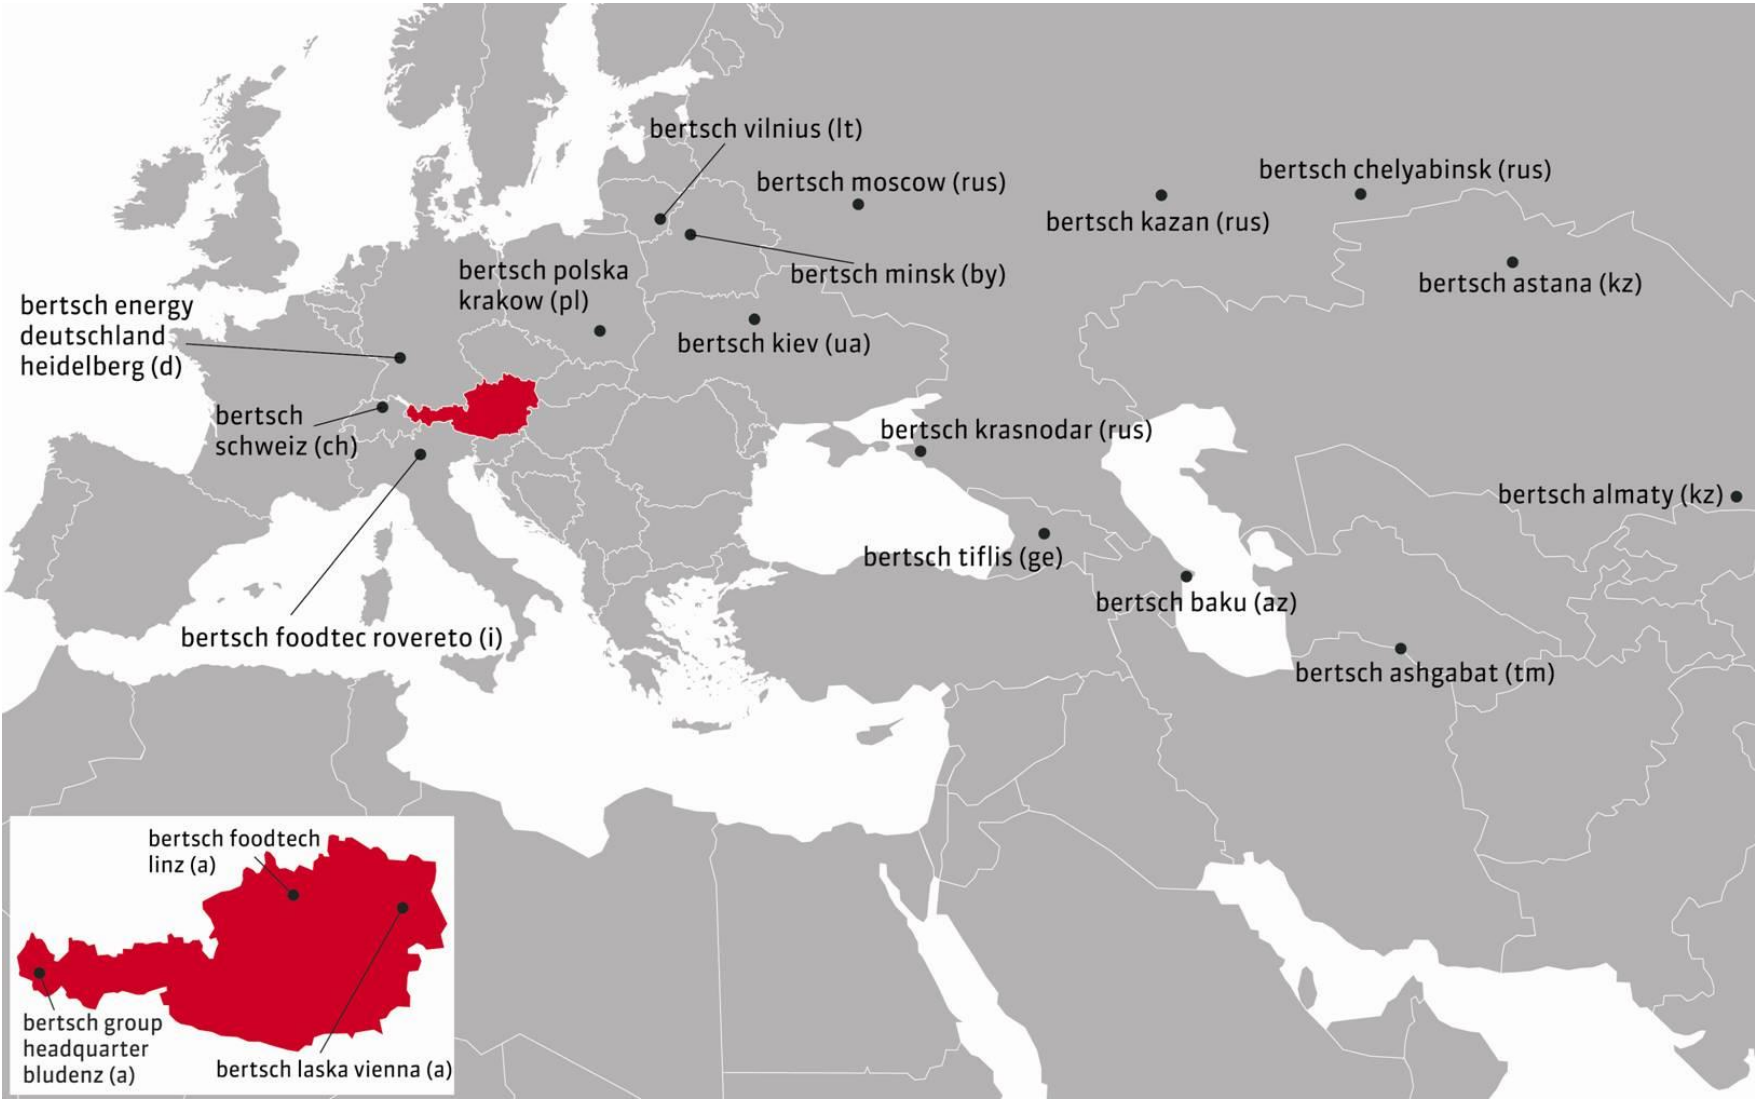 bertsch vilnius (lt)
bertsch moscow (rus)
bertsch chelyabinsk (rus)
bertsch kazan (rus)
bertsch polska
krakow (pl)
bertsch minsk (by)
bertsch astana (kz)
bertsch energy
deutschland
heidelberg (d)
bertsch kiev (ua)
bertsch
schweiz (ch)
bertsch krasnodar (rus)
bertsch almaty (kz)
bertsch tiflis (ge)
bertsch baku (az)
bertsch foodtec rovereto (i)
bertsch ashgabat (tm)
bertsch foodtech
linz (a)
bertsch group
headquarter
bludenz (a)
bertsch laska vienna (a)